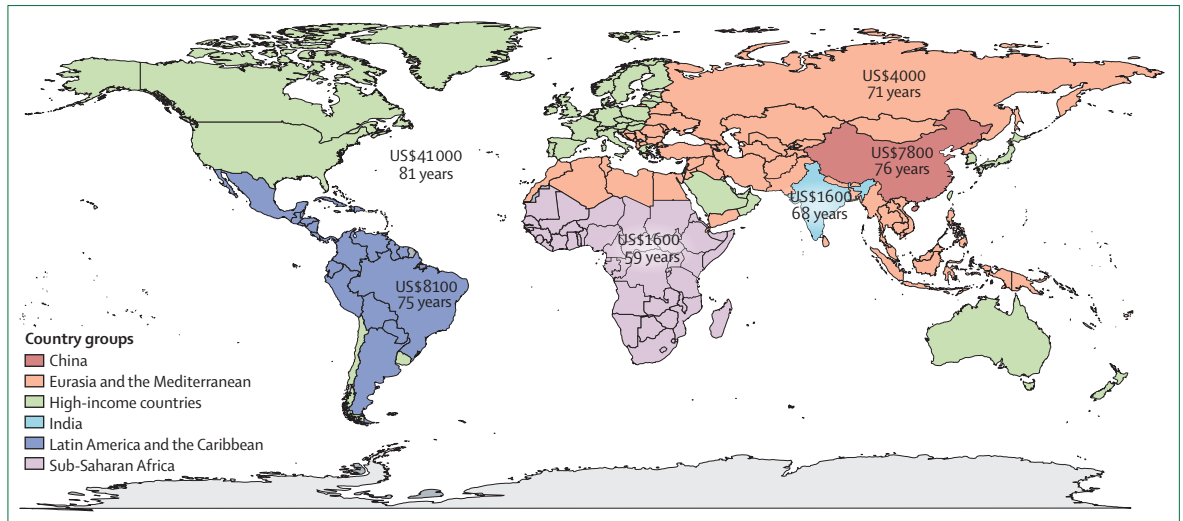 US$4000
71 years
US$41 000
81 years
US$7800
76 years
US$1600
68 years
US$1600
59 years
US$8100
75 years
Country groups
China
Eurasia and the Mediterranean
High-income countries
India
Latin America and the Caribbean
Sub-Saharan Africa